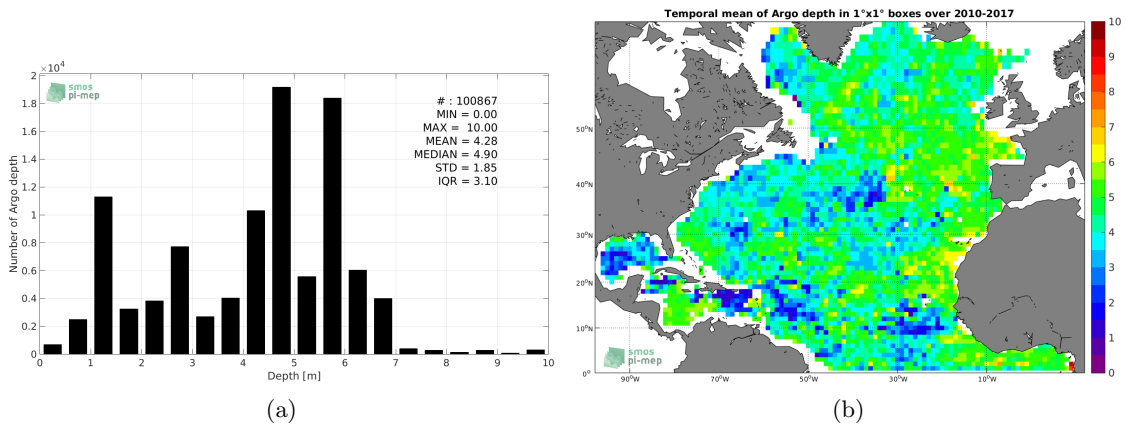 ×10⁴
2
1.8
1.6
1.4
1.2
1
0.8
0.6
0.4
0.2
0
Number of Argo depth
smos
pi-mep
# : 100867
MIN = 0.00
MAX = 10.00
MEAN = 4.28
MEDIAN = 4.90
STD = 1.85
IQR = 3.10
0 1 2 3 4 5 6 7 8 9 10
Depth [m]
(a)
Temporal mean of Argo depth in 1°x1° boxes over 2010-2017
50°N
40°N
30°N
20°N
10°N
0°
90°W 70°W 50°W 30°W 10°W
smos
pi-mep
10
9
8
7
6
5
4
3
2
1
0
(b)